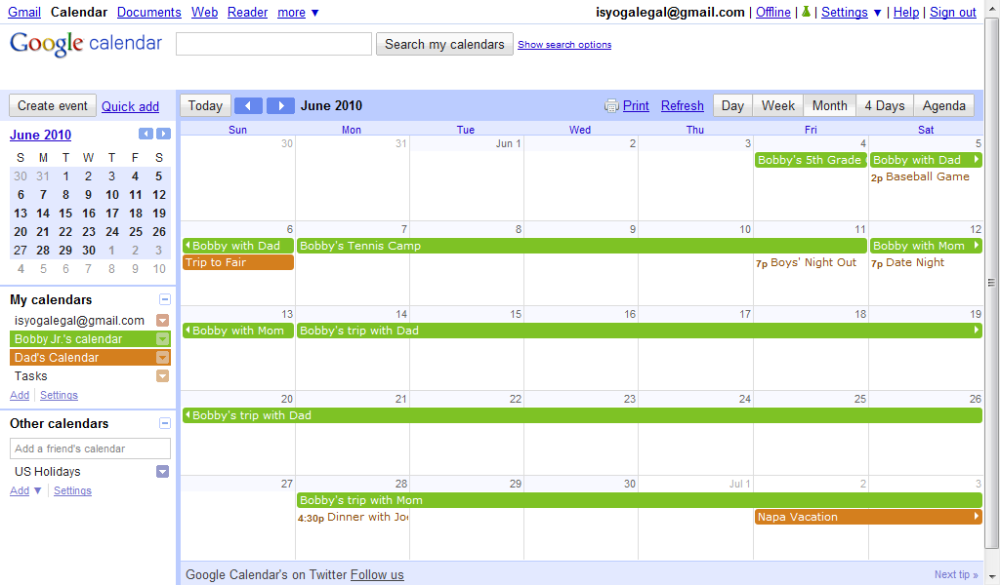 Gmail Calendar Documents Web Reader more ▼ isyogalegal@gmail.com | Offline | | Settings ▼ | Help | Sign out
Google calendar Search my calendars Show search options
Create event Quick add Today June 2010 Print Refresh Day Week Month 4 Days Agenda
June 2010
S M T W T F S
30 31 1 2 3 4 5
6 7 8 9 10 11 12
13 14 15 16 17 18 19
20 21 22 23 24 25 26
27 28 29 30 1 2 3
4 5 6 7 8 9 10
My calendars
isyogalegal@gmail.com
Bobby Jr.'s calendar
Dad's Calendar
Tasks
Add Settings
Other calendars
Add a friend's calendar
US Holidays
Add ▼ Settings
Sun Mon Tue Wed Thu Fri Sat
30 31 Jun 1 2 3 4 5
Bobby's 5th Grade Bobby with Dad
2p Baseball Game
6 7 8 9 10 11 12
Bobby with Dad Bobby's Tennis Camp Bobby with Mom
Trip to Fair 7p Boys' Night Out 7p Date Night
13 14 15 16 17 18 19
Bobby with Mom Bobby's trip with Dad
20 21 22 23 24 25 26
Bobby's trip with Dad
27 28 29 30 Jul 1 2 3
Bobby's trip with Mom
4:30p Dinner with Joe Napa Vacation
Google Calendar's on Twitter Follow us Next tip »